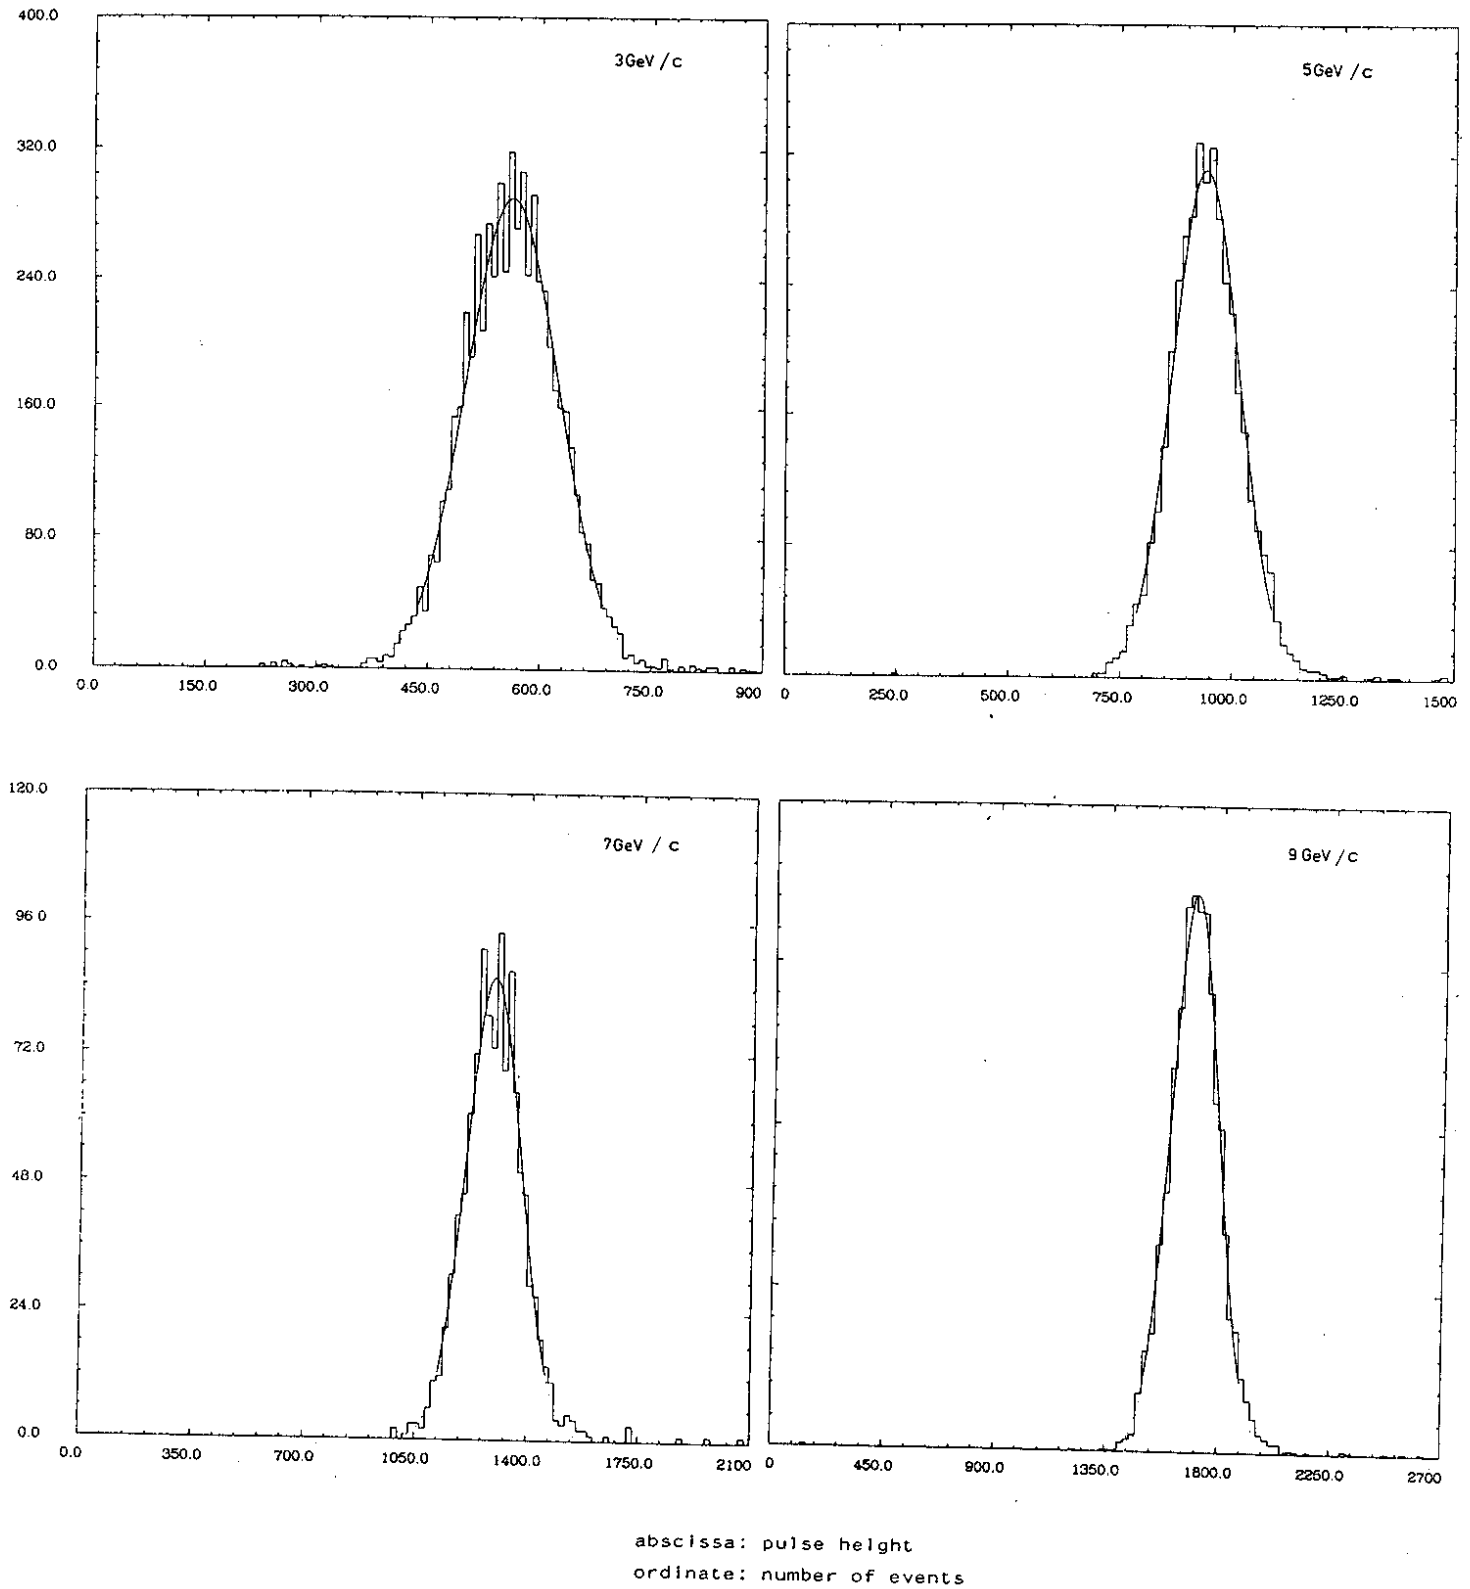 400.0
3GeV/c
5GeV/c
320.0
240.0
160.0
80.0
0.0
0.0 150.0 300.0 450.0 600.0 750.0 900
0 250.0 500.0 750.0 1000.0 1250.0 1500
120.0
7GeV / c
9GeV/c
96.0
72.0
48.0
24.0
0.0
0.0 350.0 700.0 1050.0 1400.0 1750.0 2100
0 450.0 900.0 1350.0 1800.0 2250.0 2700
abscissa: pulse height
ordinate: number of events